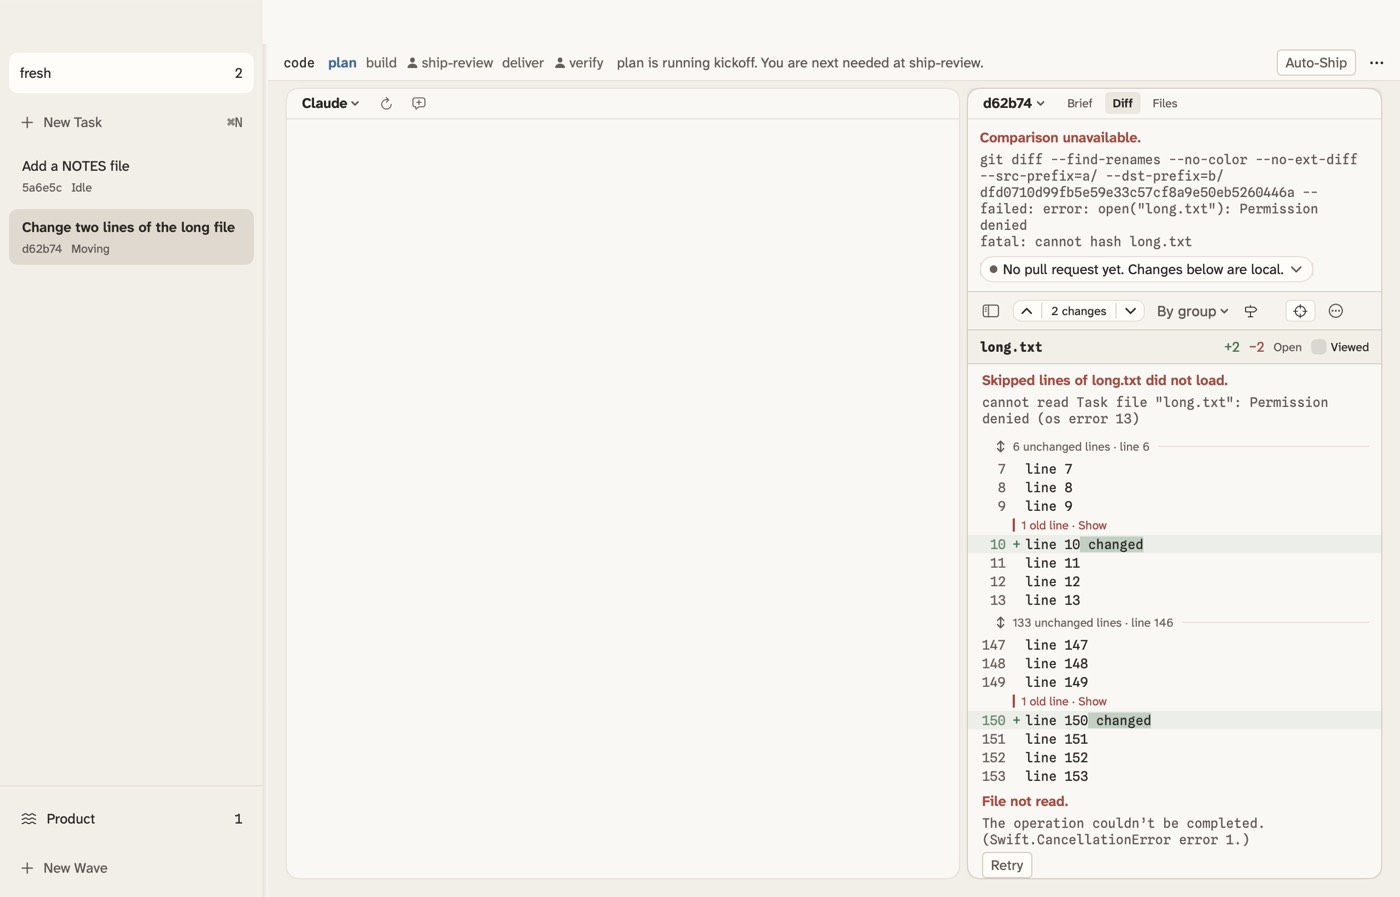 fresh 2
New Task ⌘N
Add a NOTES file
5a6e5c Idle
Change two lines of the long file
d62b74 Moving
Product 1
New Wave
code plan build ship-review deliver verify plan is running kickoff. You are next needed at ship-review.
Auto-Ship
Claude
d62b74 Brief Diff Files
Comparison unavailable.
git diff --find-renames --no-color --no-ext-diff
--src-prefix=a/ --dst-prefix=b/
dfd0710d99fb5e59e33c57cf8a9e50eb5260446a --
failed: error: open("long.txt"): Permission
denied
fatal: cannot hash long.txt
No pull request yet. Changes below are local.
2 changes By group
long.txt +2 −2 Open Viewed
Skipped lines of long.txt did not load.
cannot read Task file "long.txt": Permission
denied (os error 13)
6 unchanged lines · line 6
7 line 7
8 line 8
9 line 9
1 old line · Show
10 + line 10 changed
11 line 11
12 line 12
13 line 13
133 unchanged lines · line 146
147 line 147
148 line 148
149 line 149
1 old line · Show
150 + line 150 changed
151 line 151
152 line 152
153 line 153
File not read.
The operation couldn’t be completed.
(Swift.CancellationError error 1.)
Retry